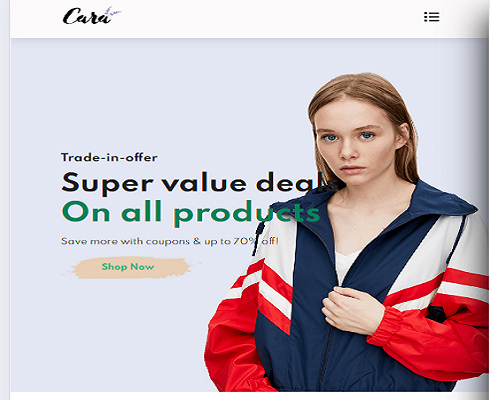 Cara
Trade-in-offer
Super value deals
On all products
Save more with coupons & up to 70% off!
Shop Now